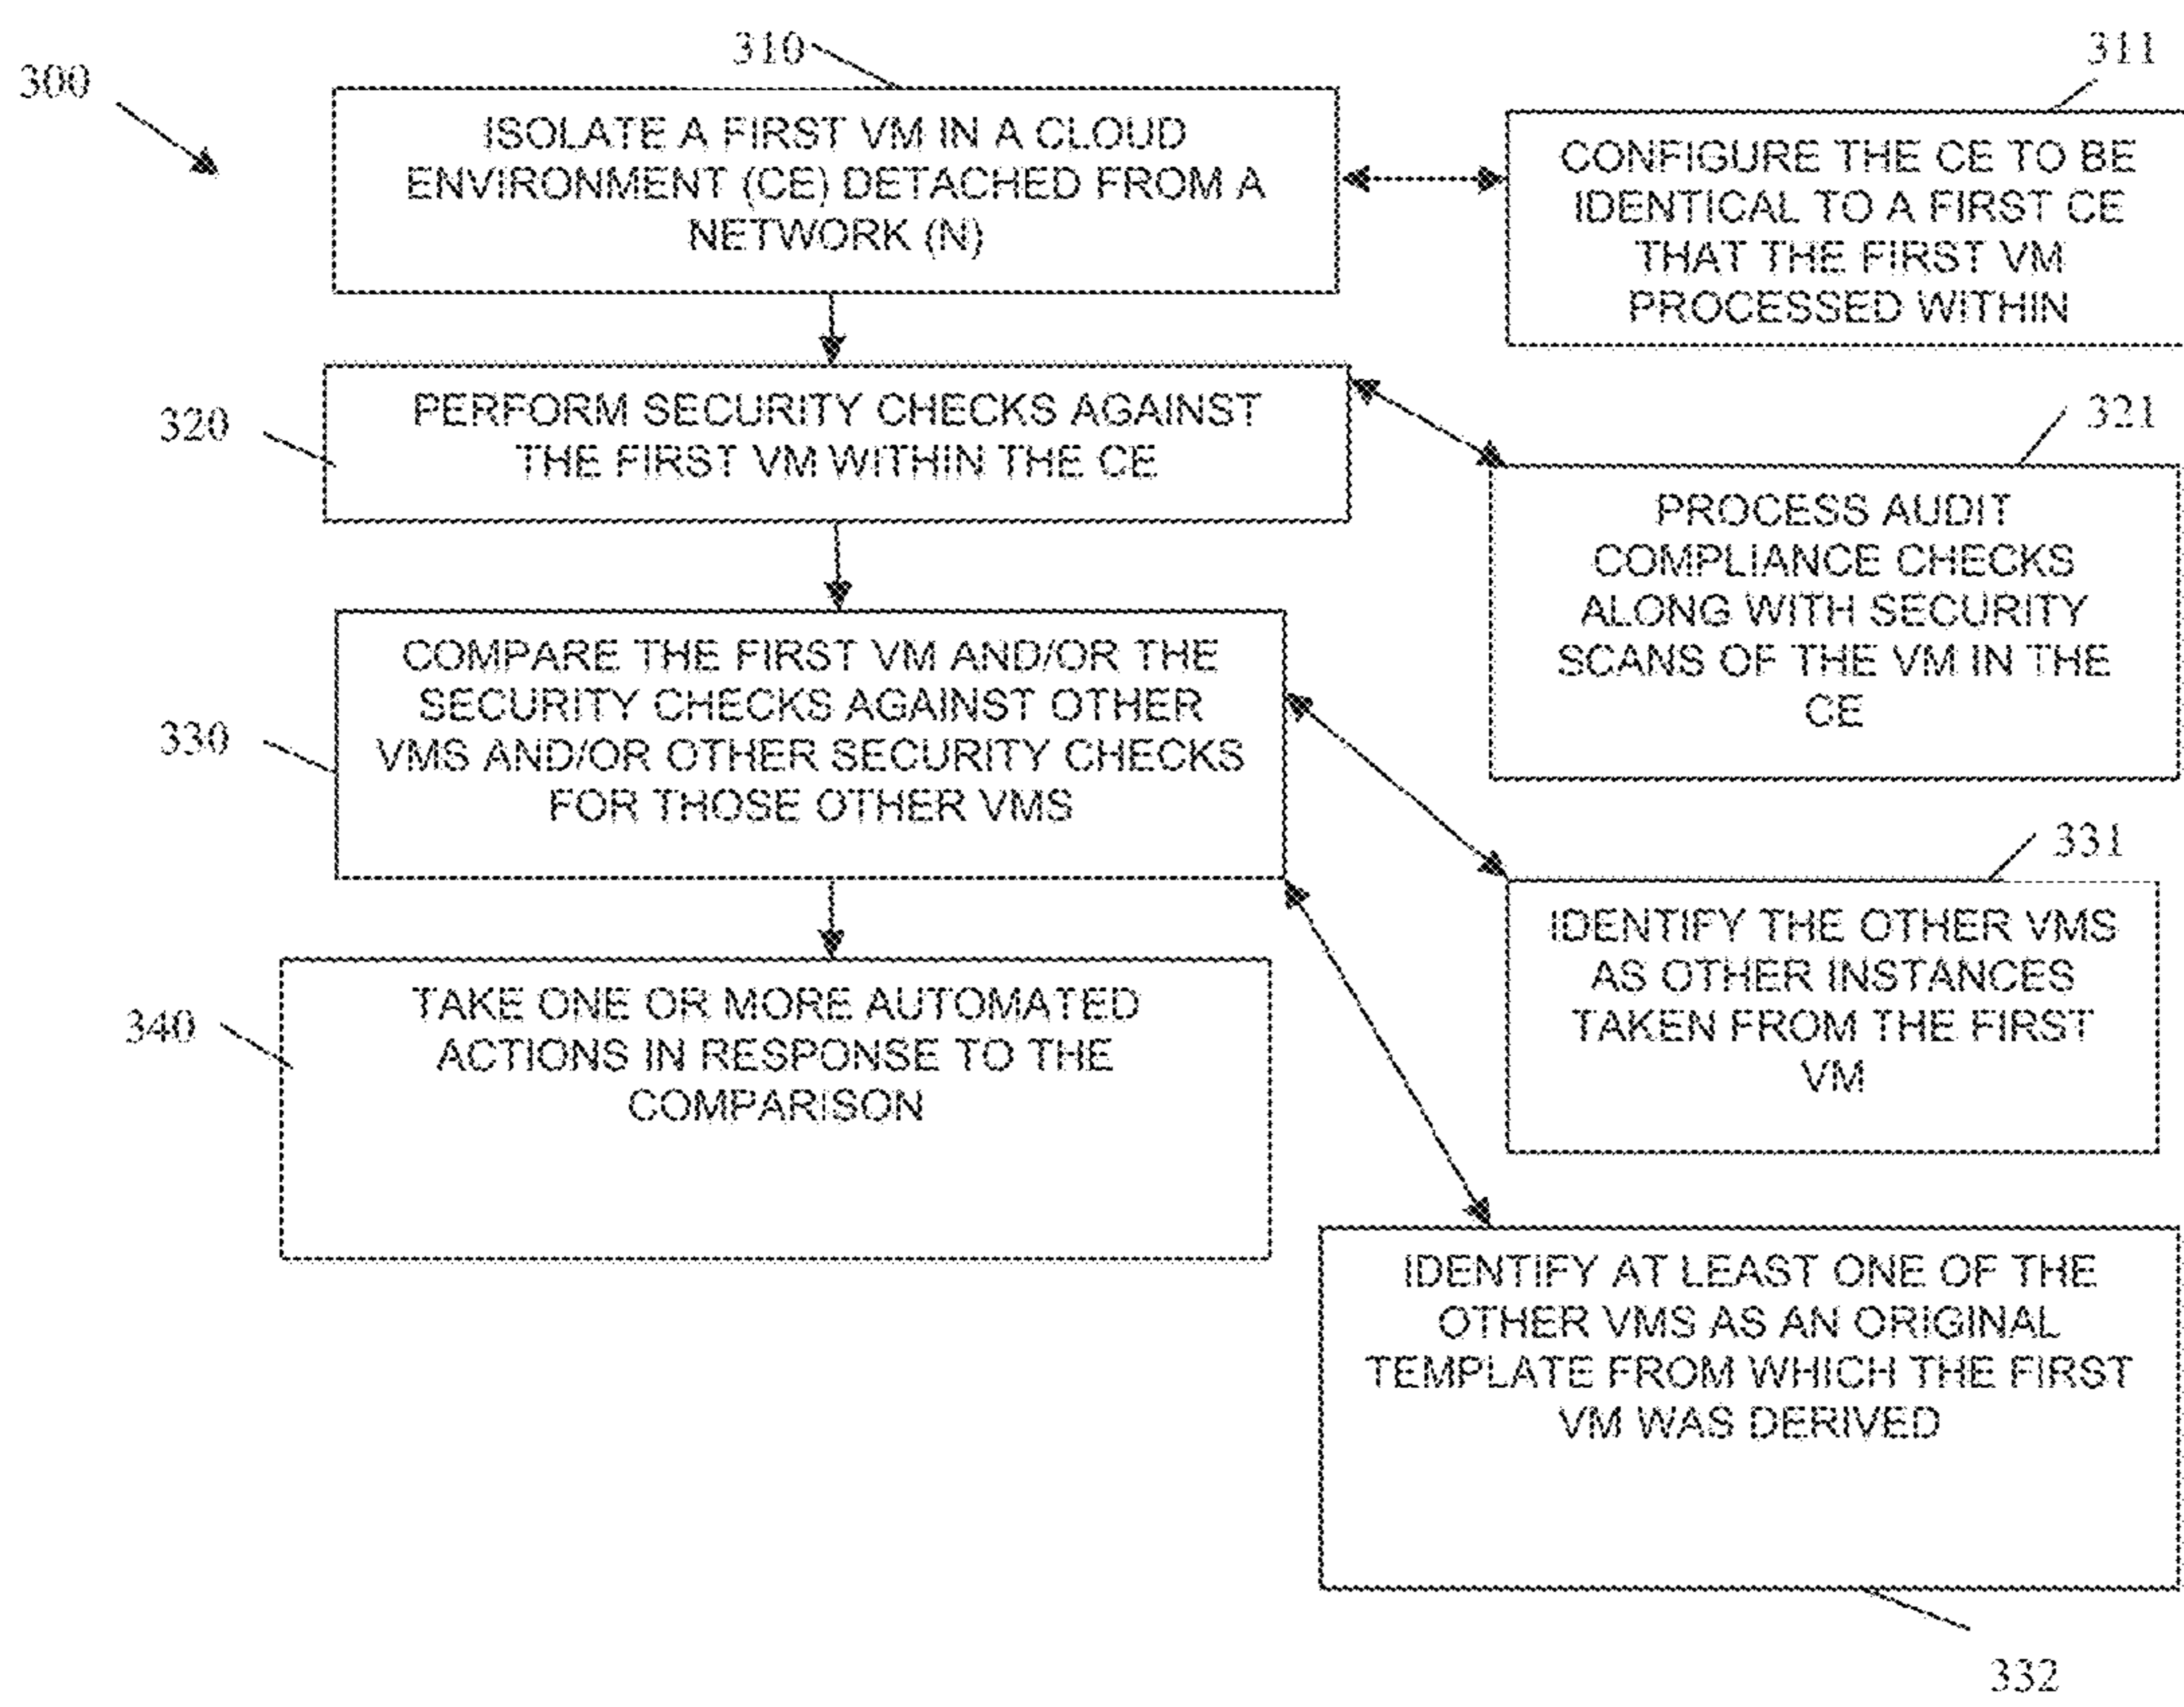 300
310
ISOLATE A FIRST VM IN A CLOUD
ENVIRONMENT (CE) DETACHED FROM A
NETWORK (N)
311
CONFIGURE THE CE TO BE
IDENTICAL TO A FIRST CE
THAT THE FIRST VM
PROCESSED WITHIN
320
PERFORM SECURITY CHECKS AGAINST
THE FIRST VM WITHIN THE CE
321
PROCESS AUDIT
COMPLIANCE CHECKS
ALONG WITH SECURITY
SCANS OF THE VM IN THE
CE
330
COMPARE THE FIRST VM AND/OR THE
SECURITY CHECKS AGAINST OTHER
VMS AND/OR OTHER SECURITY CHECKS
FOR THOSE OTHER VMS
331
IDENTIFY THE OTHER VMS
AS OTHER INSTANCES
TAKEN FROM THE FIRST
VM
340
TAKE ONE OR MORE AUTOMATED
ACTIONS IN RESPONSE TO THE
COMPARISON
IDENTIFY AT LEAST ONE OF THE
OTHER VMS AS AN ORIGINAL
TEMPLATE FROM WHICH THE FIRST
VM WAS DERIVED
332